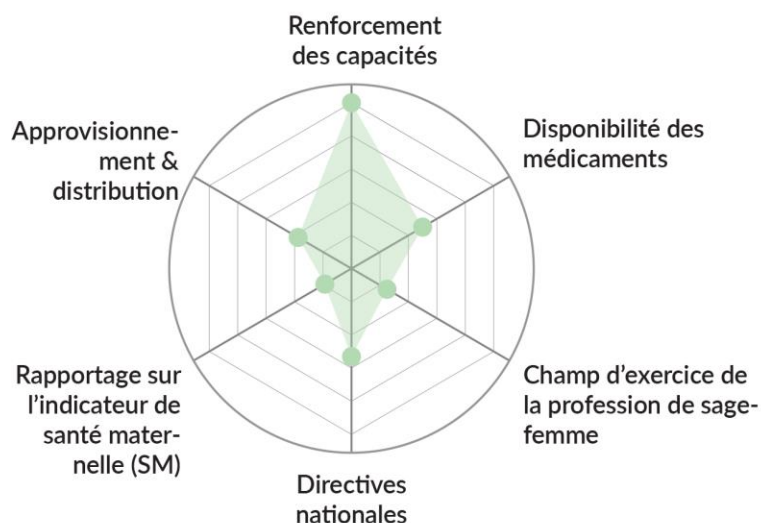 Renforcement
des capacités
Disponibilité des
médicaments
Champ d’exercice de
la profession de sage-
femme
Directives
nationales
Rapportage sur
l’indicateur de
santé mater-
nelle (SM)
Approvisionne-
ment &
distribution